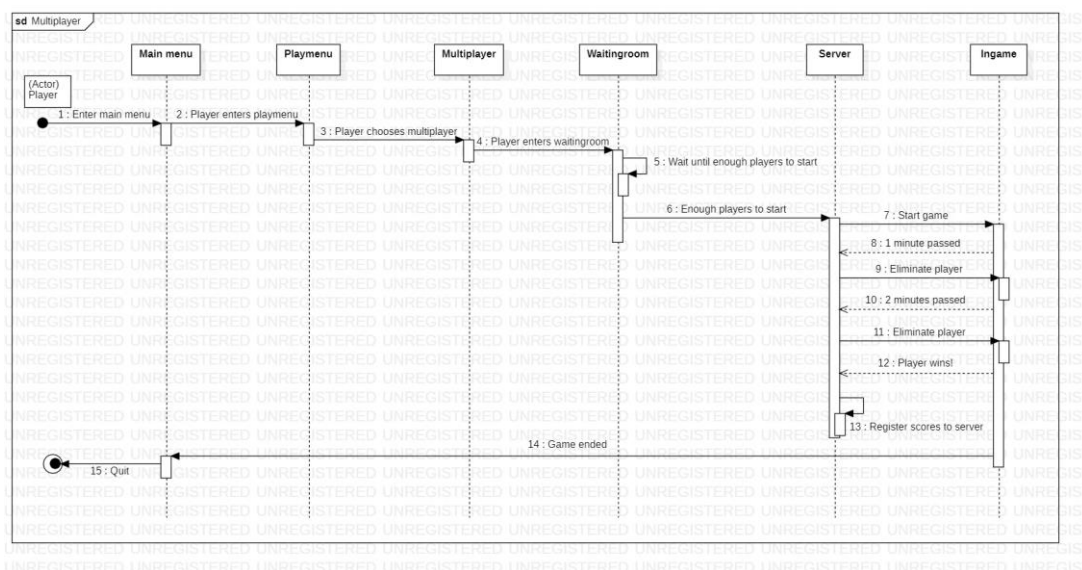 sd Multiplayer
Main menu
Playmenu
Multiplayer
Waitingroom
Server
Ingame
(Actor)
Player
1 : Enter main menu
2 : Player enters playmenu
3 : Player chooses multiplayer
4 : Player enters waitingroom
5 : Wait until enough players to start
6 : Enough players to start
7 : Start game
8 : 1 minute passed
9 : Eliminate player
10 : 2 minutes passed
11 : Eliminate player
12 : Player wins!
13 : Register scores to server
14 : Game ended
15 : Quit
UNREGISTERED